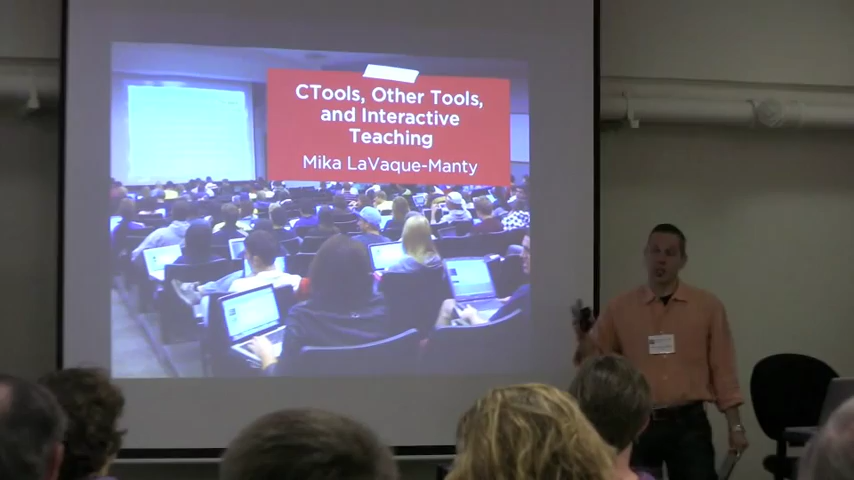 CTools, Other Tools,
and Interactive
Teaching
Mika LaVaque-Manty